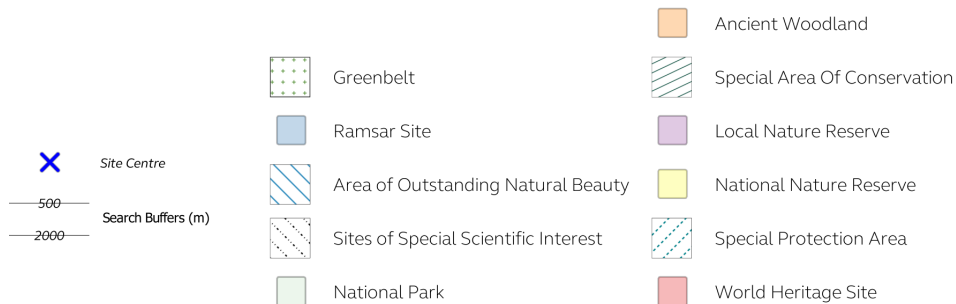 Site Centre
500
Search Buffers (m)
2000
Greenbelt
Ramsar Site
Area of Outstanding Natural Beauty
Sites of Special Scientific Interest
National Park
Ancient Woodland
Special Area Of Conservation
Local Nature Reserve
National Nature Reserve
Special Protection Area
World Heritage Site